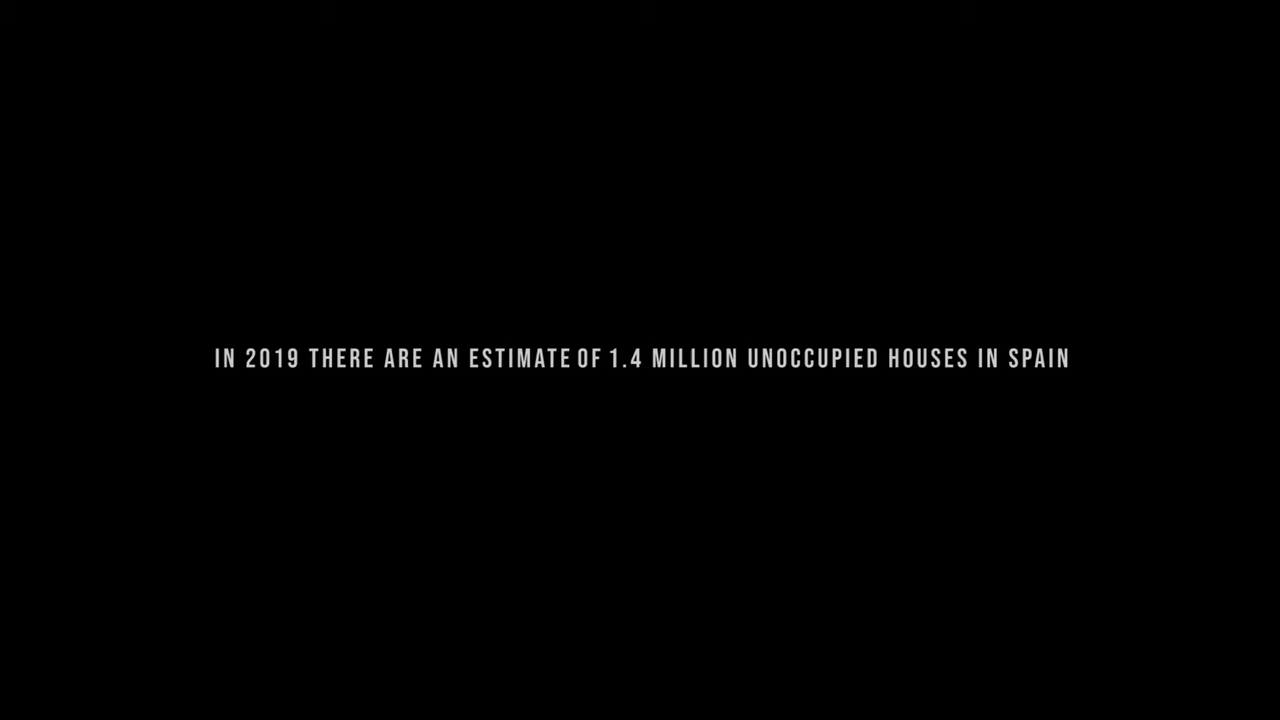 IN 2019 THERE ARE AN ESTIMATE OF 1.4 MILLION UNOCCUPIED HOUSES IN SPAIN